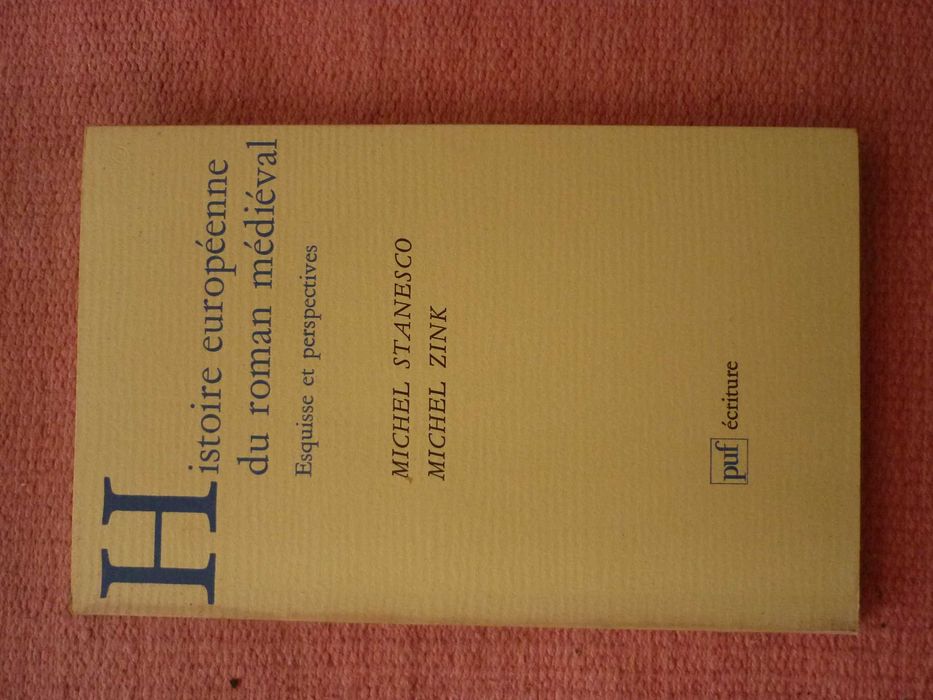 Histoire européenne
du roman médiéval
Esquisse et perspectives
MICHEL STANESCO
MICHEL ZINK
puf écriture